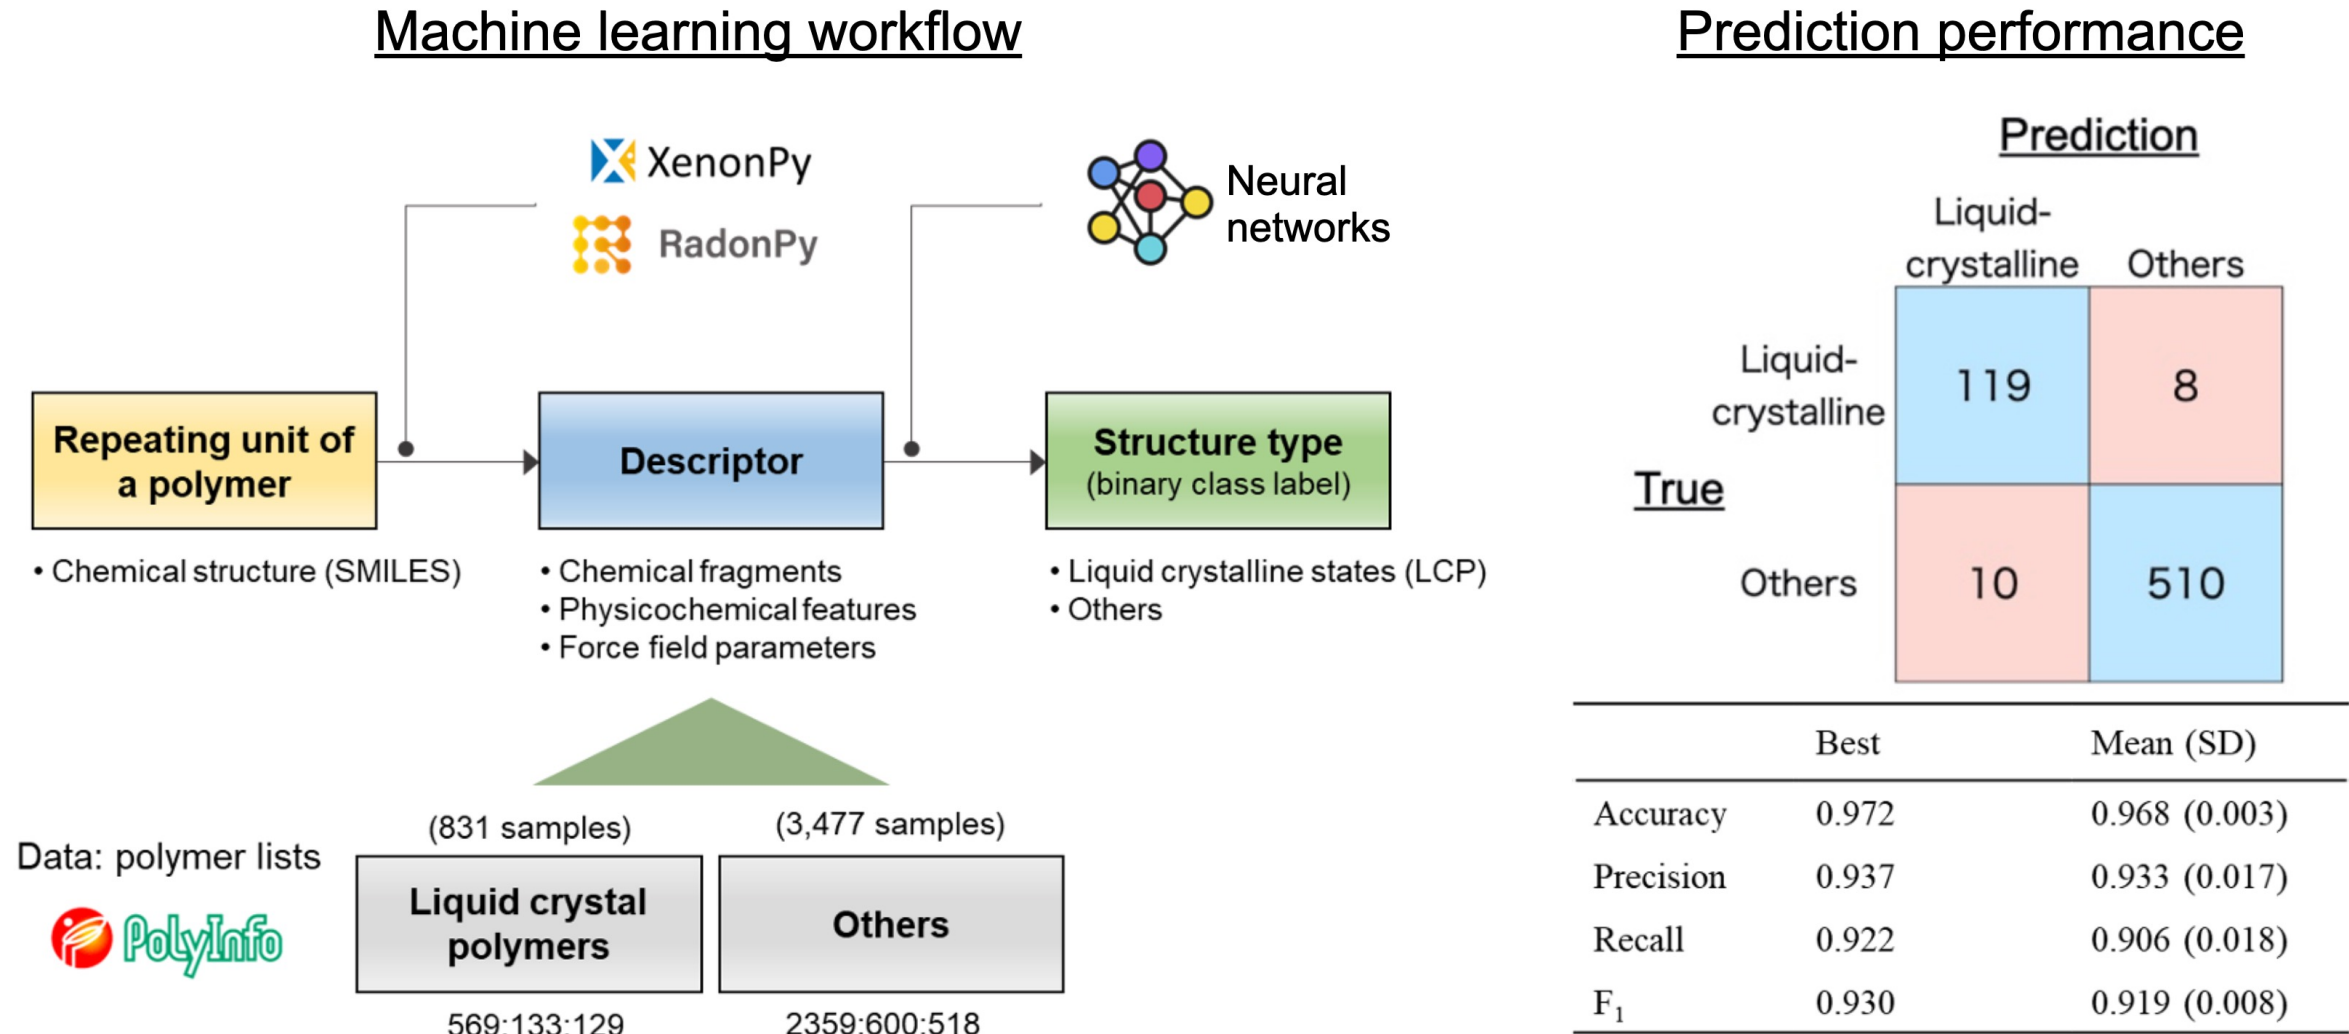 Machine learning workflow
XenonPy
RadonPy
Neural
networks
Repeating unit of
a polymer
Descriptor
Structure type
(binary class label)
• Chemical structure (SMILES)
• Chemical fragments
• Physicochemical features
• Force field parameters
• Liquid crystalline states (LCP)
• Others
Data: polymer lists
PolyInfo
(831 samples)
Liquid crystal
polymers
569:133:129
(3,477 samples)
Others
2359:600:518
Prediction performance
Prediction
Liquid-
crystalline
Others
True
Liquid-
crystalline
119 8
Others 10 510
Best Mean (SD)
Accuracy 0.972 0.968 (0.003)
Precision 0.937 0.933 (0.017)
Recall 0.922 0.906 (0.018)
F1 0.930 0.919 (0.008)